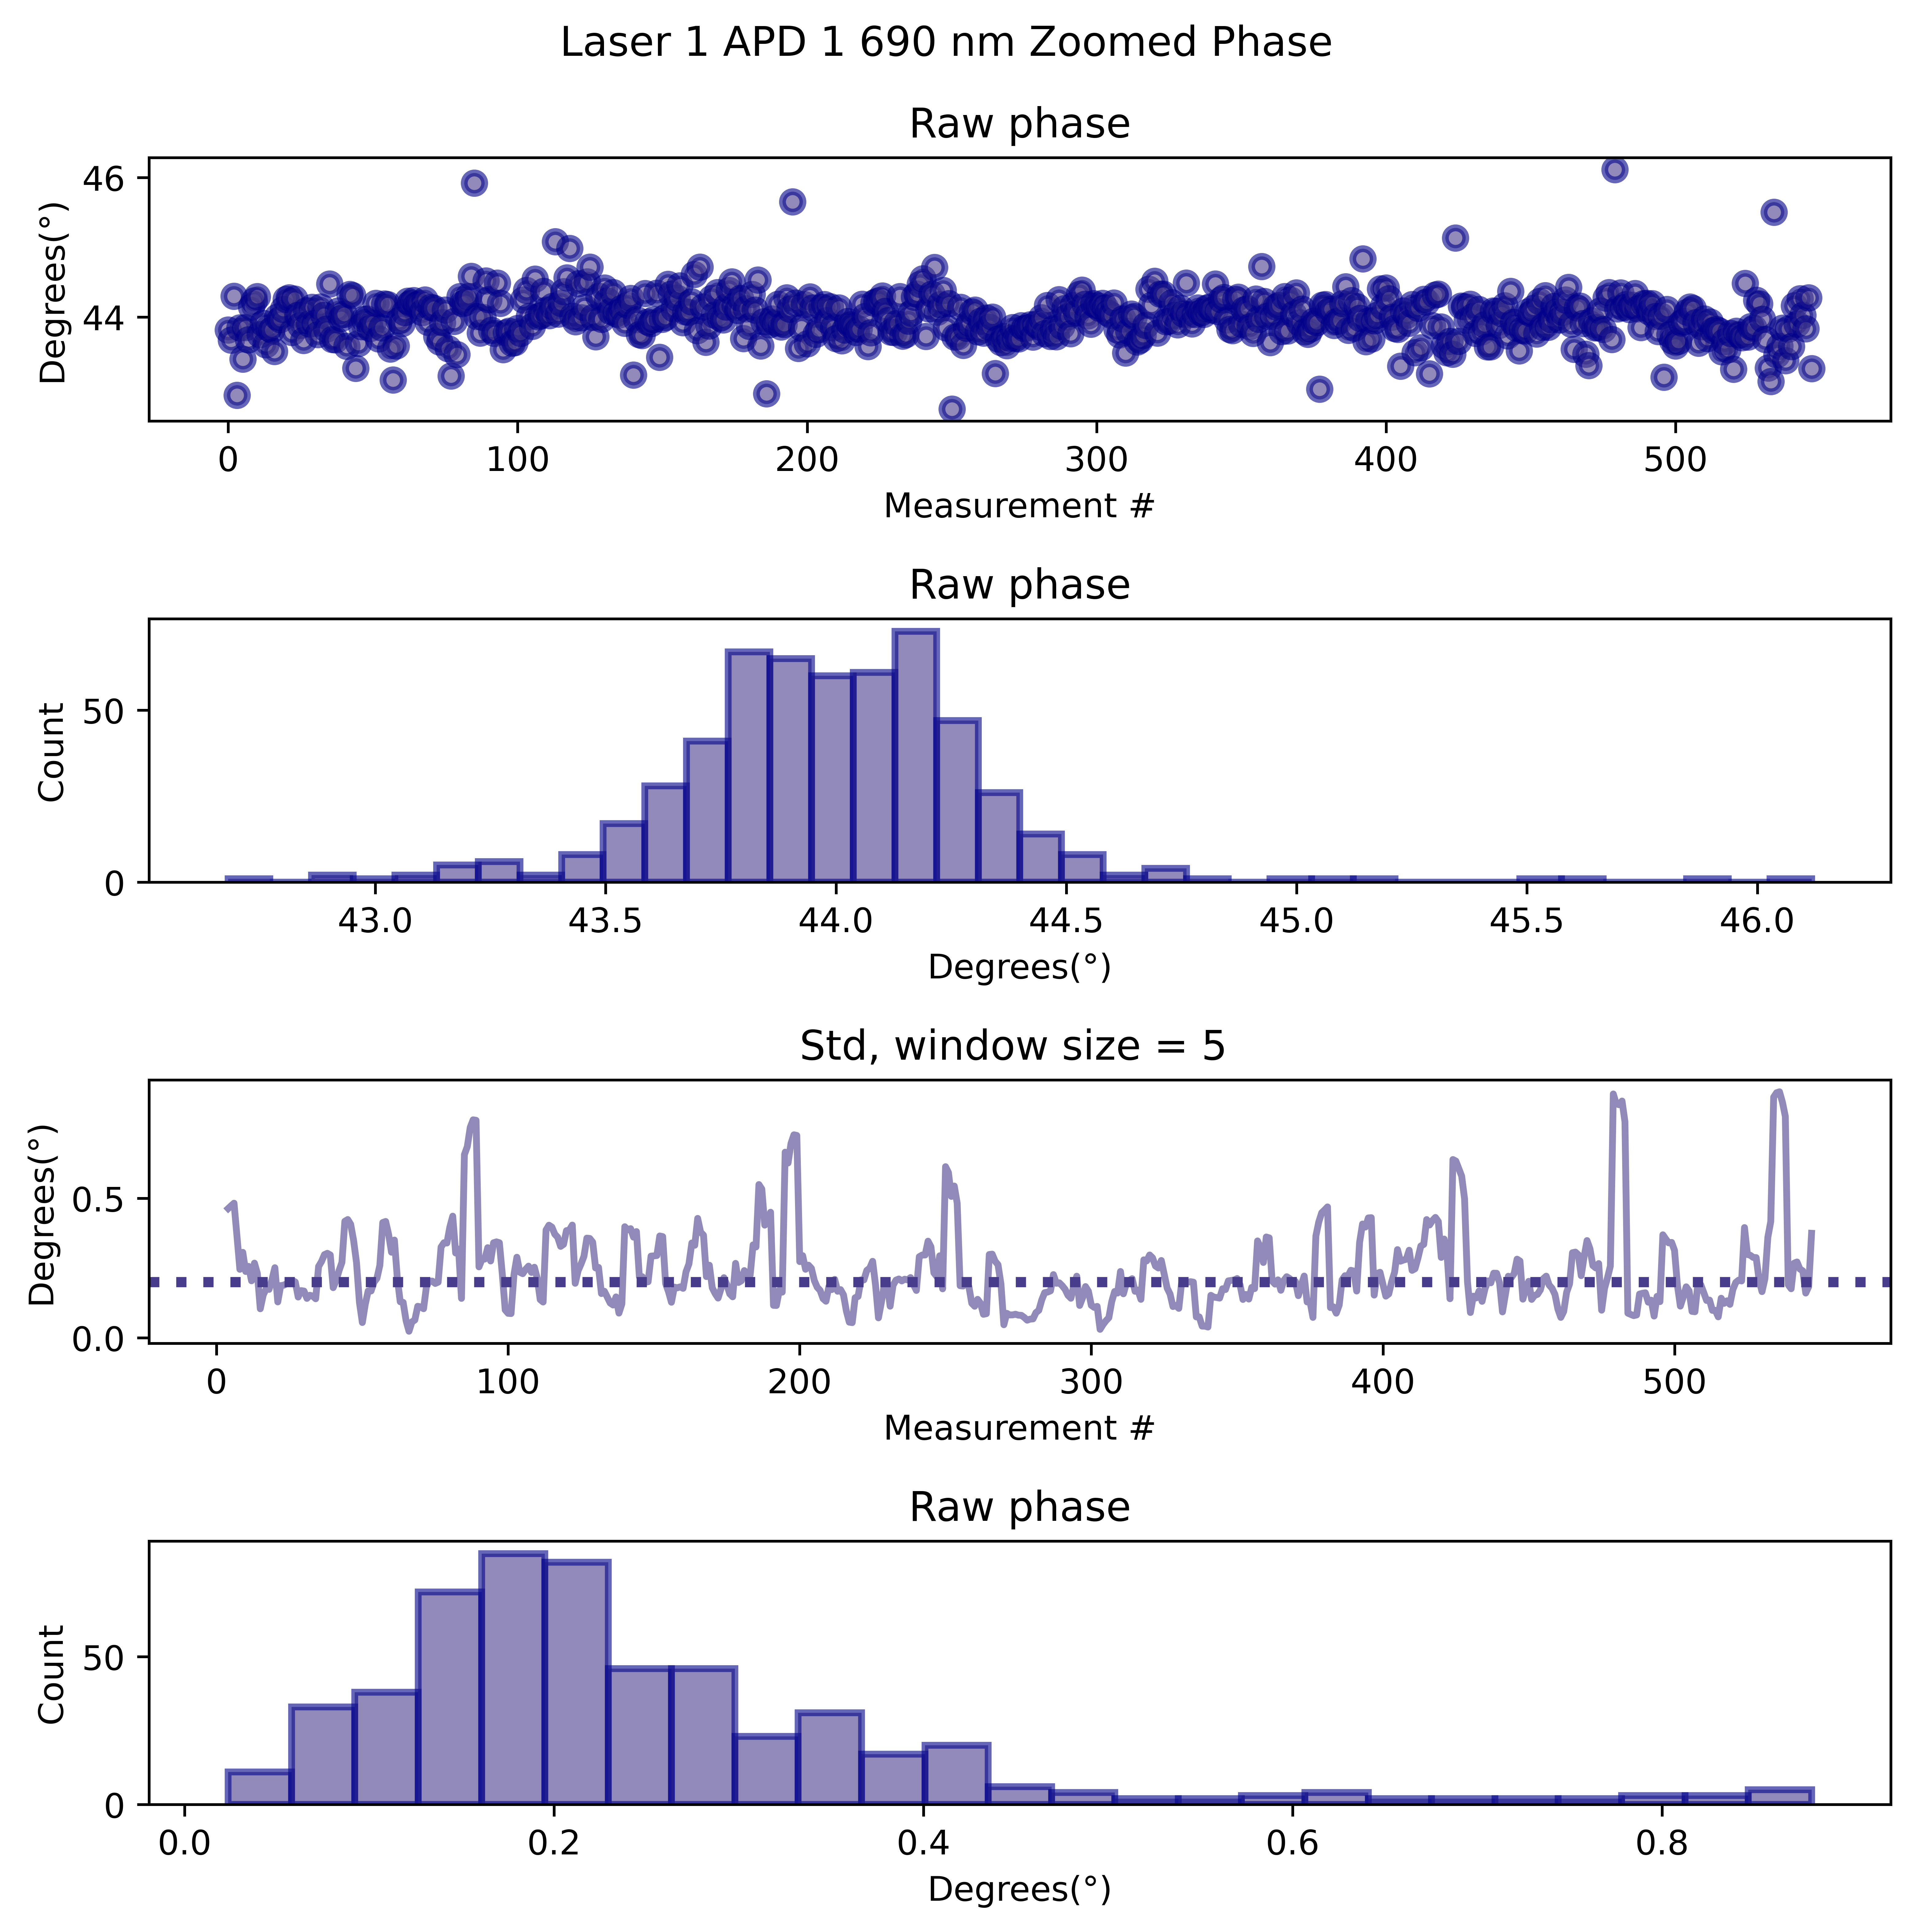 Laser 1 APD 1 690 nm Zoomed Phase
Raw phase
Degrees(°)
46
44
0 100 200 300 400 500
Measurement #
Raw phase
Count
50
0
43.0 43.5 44.0 44.5 45.0 45.5 46.0
Degrees(°)
Std, window size = 5
Degrees(°)
0.5
0.0
0 100 200 300 400 500
Measurement #
Raw phase
Count
50
0
0.0 0.2 0.4 0.6 0.8
Degrees(°)